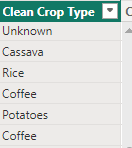 Clean Crop Type
Unknown
Cassava
Rice
Coffee
Potatoes
Coffee